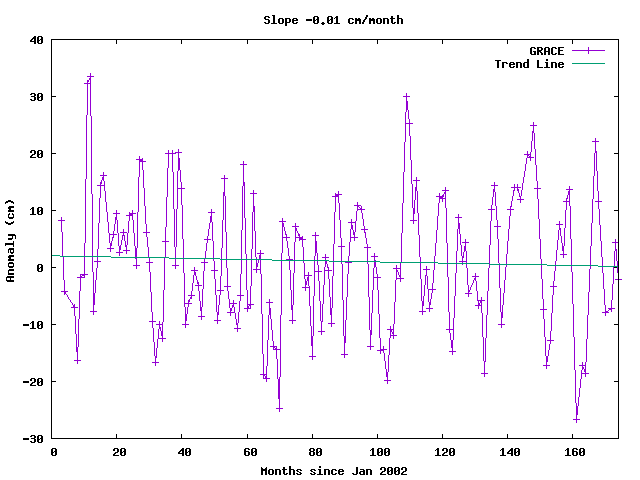 Slope -0.01 cm/month
40
30
20
10
0
-10
-20
-30
Anomaly (cm)
GRACE
Trend Line
0 20 40 60 80 100 120 140 160
Months since Jan 2002